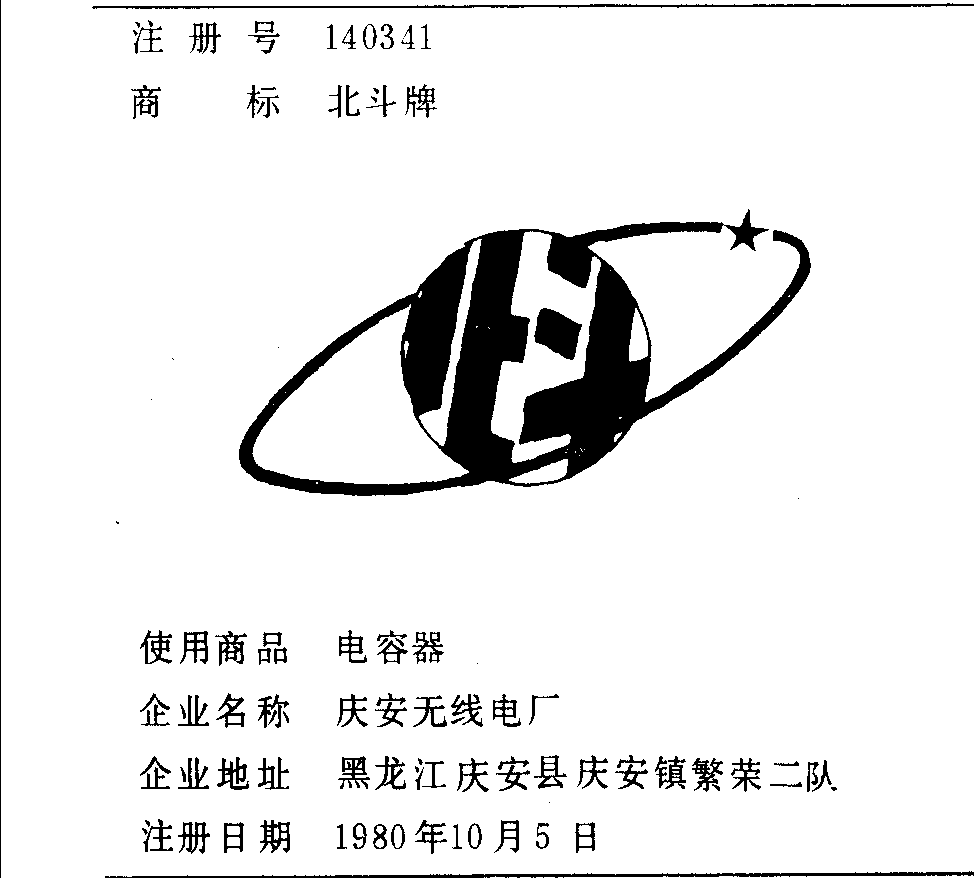 注册号 140341
商标 北斗牌
使用商品 电容器
企业名称 庆安无线电厂
企业地址 黑龙江庆安县庆安镇繁荣二队
注册日期 1980年10月5日